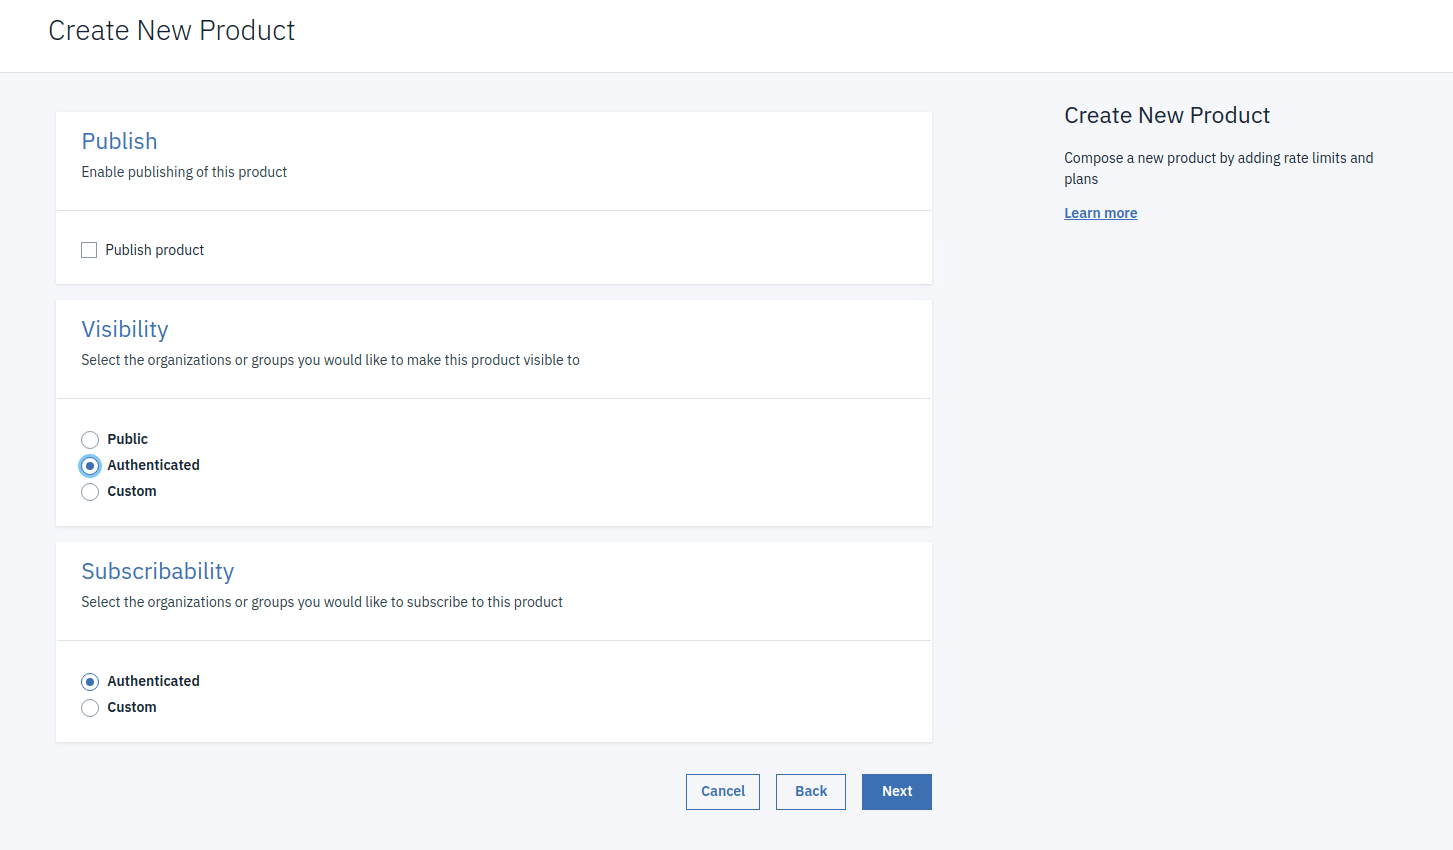 Create New Product
Publish
Enable publishing of this product
Publish product
Visibility
Select the organizations or groups you would like to make this product visible to
Public
Authenticated
Custom
Subscribability
Select the organizations or groups you would like to subscribe to this product
Authenticated
Custom
Cancel Back Next
Create New Product
Compose a new product by adding rate limits and
plans
Learn more